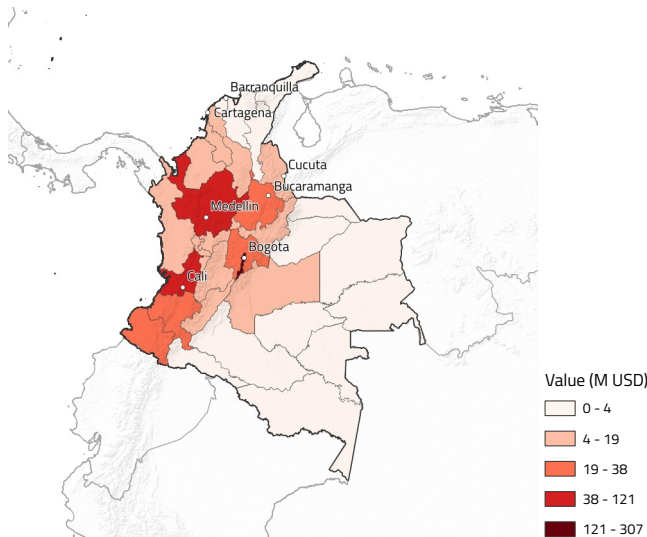 Barranquilla
Cartagena
Cucuta
Bucaramanga
Medellin
Bogota
Cali
Value (M USD)
0 - 4
4 - 19
19 - 38
38 - 121
121 - 307